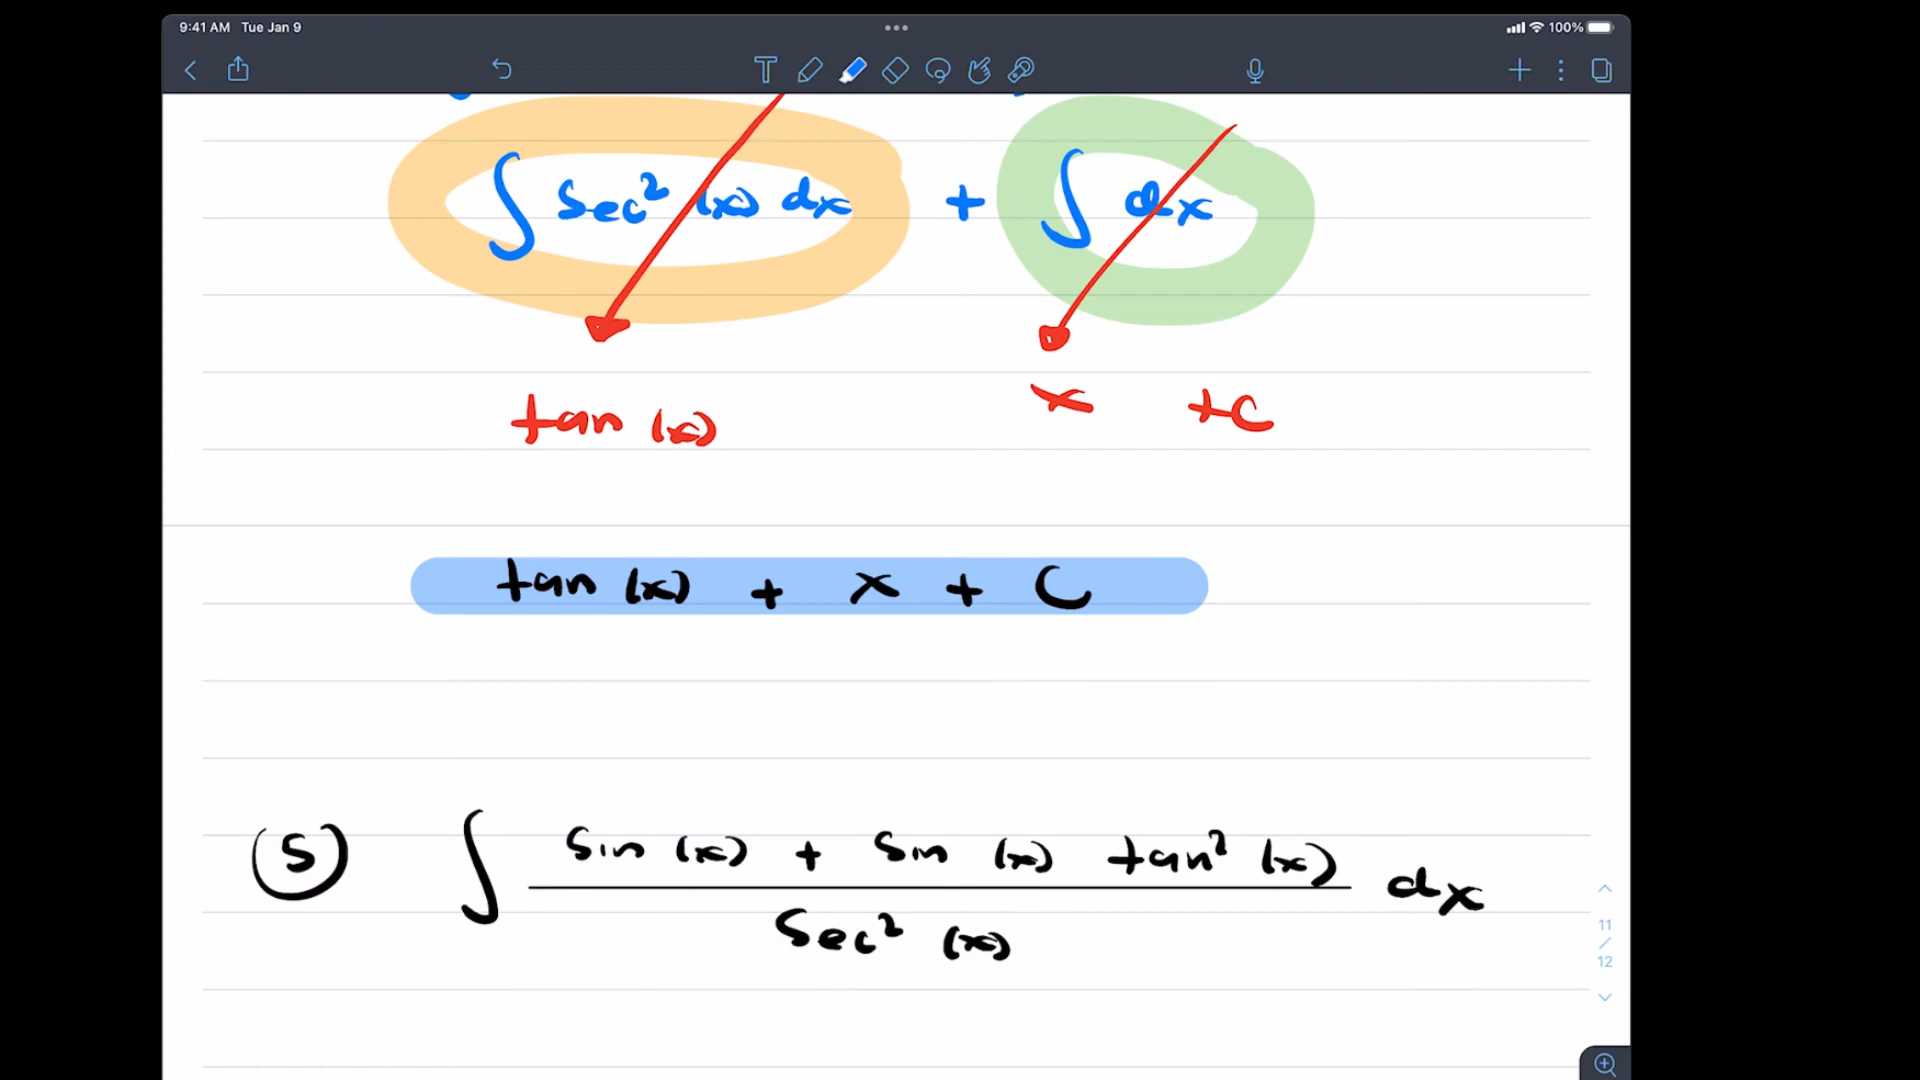 9:41 AM Tue Jan 9 100%
∫ sec² (x) dx + ∫ dx
tan (x) x +C
tan (x) + x + C
(5) ∫ sin (x) + sin (x) tan² (x) dx
sec² (x)
11
/
12